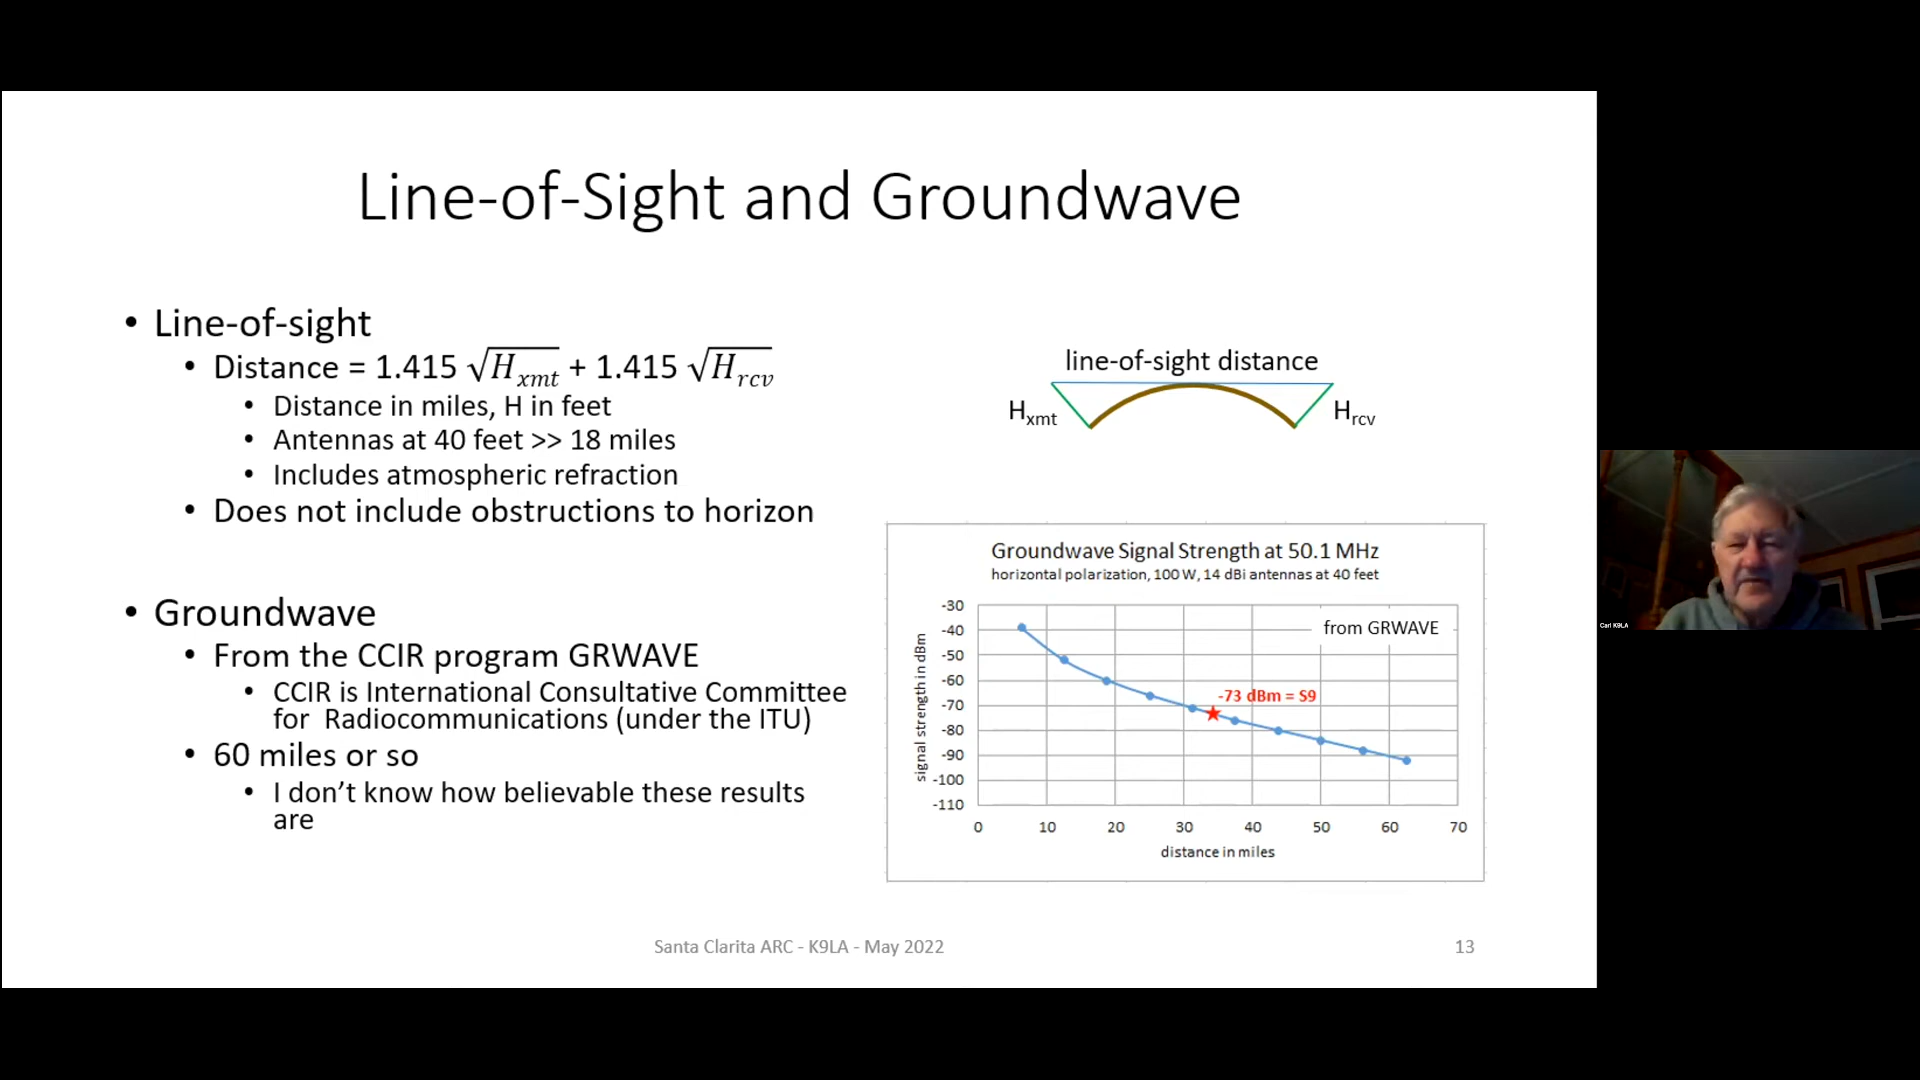 Line-of-Sight and Groundwave
• Line-of-sight
• Distance = 1.415 √H_xmt + 1.415 √H_rcv
• Distance in miles, H in feet
• Antennas at 40 feet >> 18 miles
• Includes atmospheric refraction
• Does not include obstructions to horizon
• Groundwave
• From the CCIR program GRWAVE
• CCIR is International Consultative Committee
for Radiocommunications (under the ITU)
• 60 miles or so
• I don’t know how believable these results
are
line-of-sight distance
H_xmt
H_rcv
Groundwave Signal Strength at 50.1 MHz
horizontal polarization, 100 W, 14 dBi antennas at 40 feet
signal strength in dBm
-30
-40
-50
-60
-70
-80
-90
-100
-110
from GRWAVE
-73 dBm = S9
0 10 20 30 40 50 60 70
distance in miles
Santa Clarita ARC - K9LA - May 2022
13
Carl K9LA